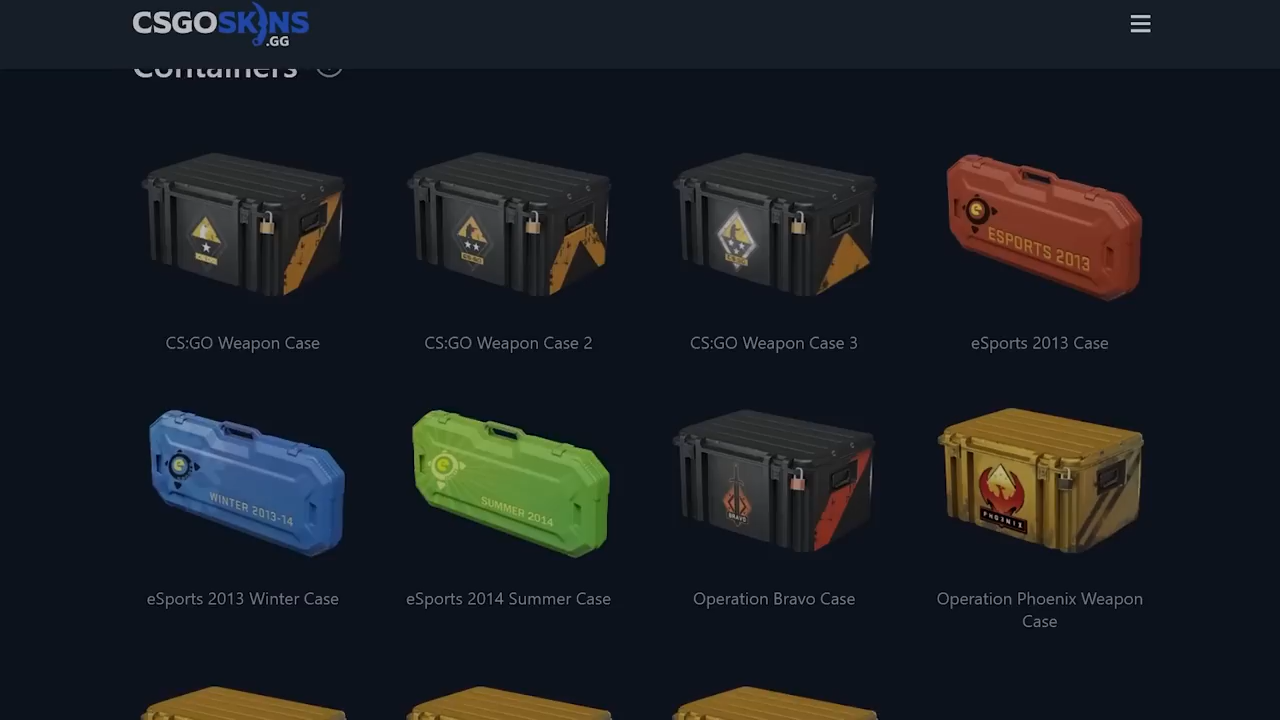 CSGOSKINS
.GG
Containers
CS:GO Weapon Case
CS:GO Weapon Case 2
CS:GO Weapon Case 3
ESPORTS 2013
eSports 2013 Case
WINTER 2013-14
SUMMER 2014
BRAVO
PHOENIX
eSports 2013 Winter Case
eSports 2014 Summer Case
Operation Bravo Case
Operation Phoenix Weapon
Case